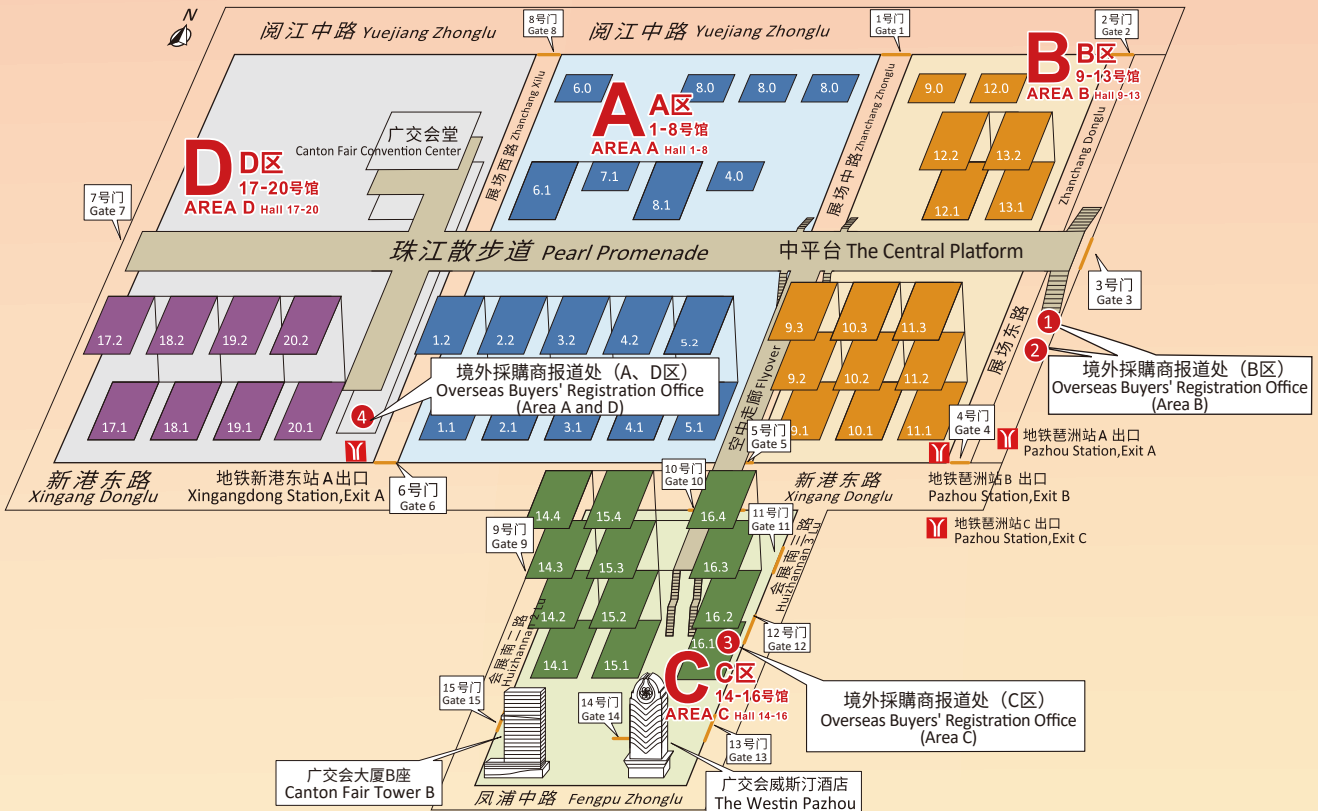 N
阅江中路 Yuejiang Zhonglu
8号门
Gate 8
阅江中路 Yuejiang Zhonglu
1号门
Gate 1
2号门
Gate 2
D
D区
17-20号馆
AREA D Hall 17-20
广交会堂
Canton Fair Convention Center
7号门
Gate 7
展场西路 Zhanchang Xilu
A
A区
1-8号馆
AREA A Hall 1-8
6.0
8.0
8.0
8.0
6.1
7.1
8.1
4.0
展场中路 Zhanchang Zhonglu
B
B区
9-13号馆
AREA B Hall 9-13
9.0
12.0
12.2
13.2
12.1
13.1
Zhanchang Donglu
展场东路
珠江散步道 Pearl Promenade
中平台 The Central Platform
3号门
Gate 3
17.2
18.2
19.2
20.2
17.1
18.1
19.1
20.1
1.2
2.2
3.2
4.2
5.2
1.1
2.1
3.1
4.1
5.1
9.3
10.3
11.3
9.2
10.2
11.2
9.1
10.1
11.1
空中走廊 Flyover
1
2
境外採購商报道处（B区）
Overseas Buyers' Registration Office
(Area B)
境外採購商报道处（A、D区）
Overseas Buyers' Registration Office
(Area A and D)
4
新港东路
Xingang Donglu
地铁新港东站 A 出口
Xingangdong Station,Exit A
6号门
Gate 6
5号门
Gate 5
4号门
Gate 4
地铁琶洲站 A 出口
Pazhou Station,Exit A
地铁琶洲站B 出口
Pazhou Station,Exit B
地铁琶洲站 C 出口
Pazhou Station,Exit C
新港东路
Xingang Donglu
10号门
Gate 10
11号门
Gate 11
9号门
Gate 9
14.4
15.4
16.4
14.3
15.3
16.3
14.2
15.2
16.2
14.1
15.1
16.1
会展南三路
Huizhannan 3 Lu
会展南二路
Huizhannan 2 Lu
12号门
Gate 12
3
C
C区
14-16号馆
AREA C Hall 14-16
境外採購商报道处（C区）
Overseas Buyers' Registration Office
(Area C)
15号门
Gate 15
14号门
Gate 14
13号门
Gate 13
广交会大厦B座
Canton Fair Tower B
广交会威斯汀酒店
The Westin Pazhou
凤浦中路 Fengpu Zhonglu